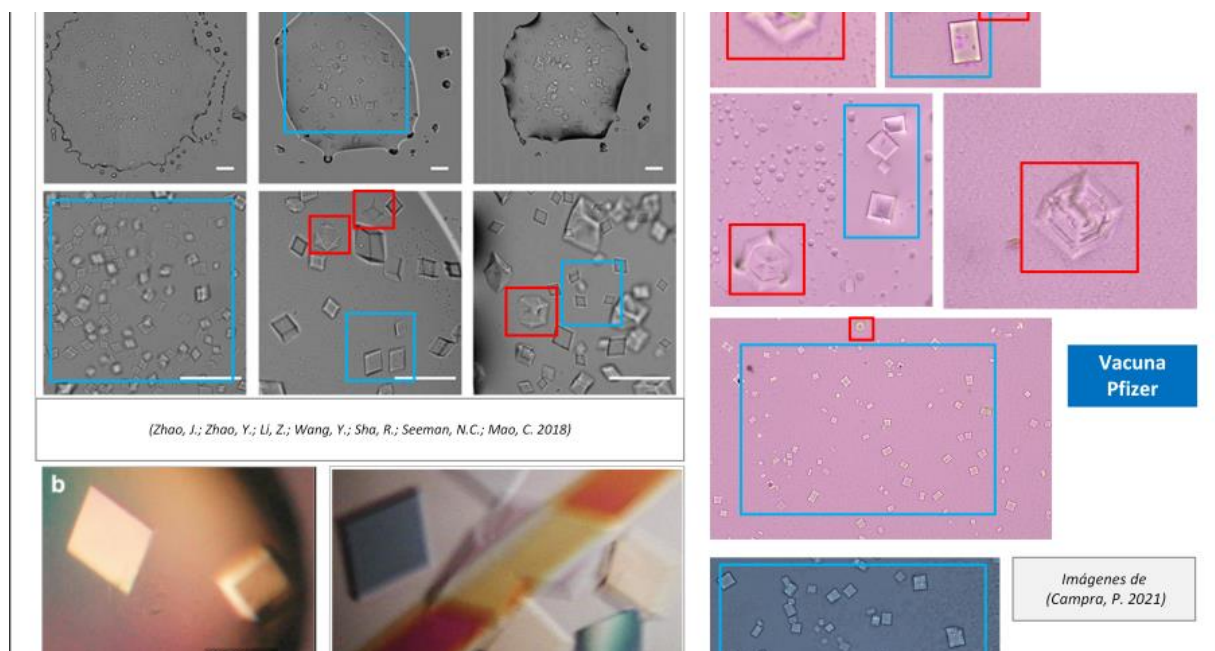 Vacuna
Pfizer
(Zhao, J.; Zhao, Y.; Li, Z.; Wang, Y.; Sha, R.; Seeman, N.C.; Mao, C. 2018)
b
Imágenes de
(Campra, P. 2021)